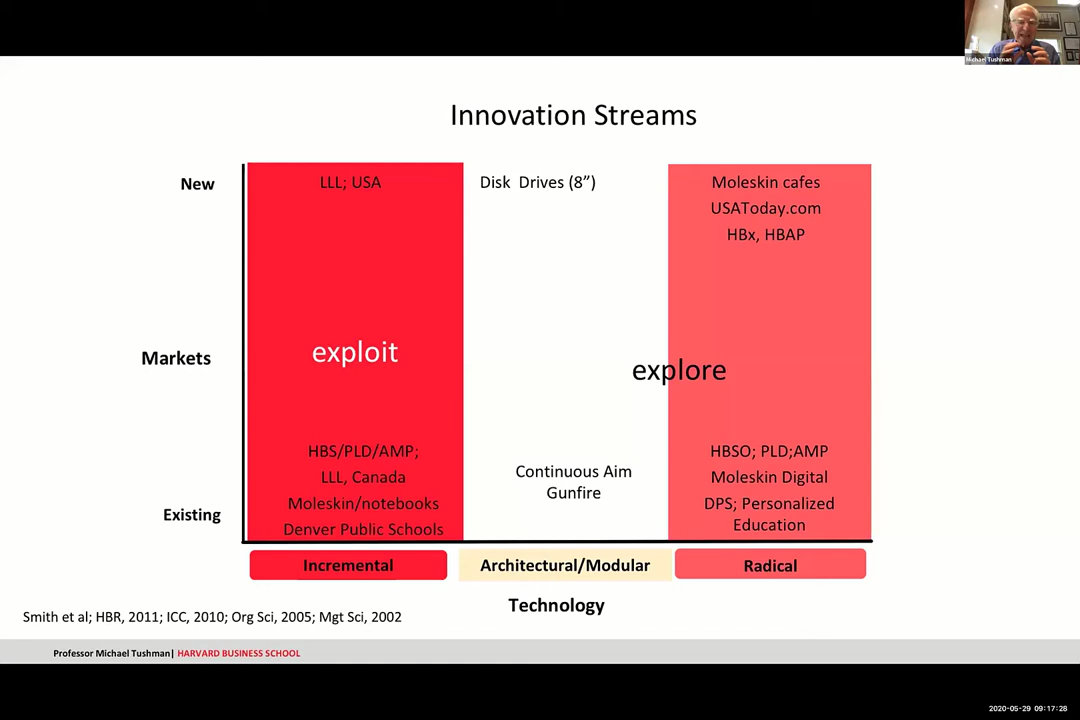 Michael Tushman
Innovation Streams
New
LLL; USA
Disk Drives (8”)
Moleskin cafes
USAToday.com
HBx, HBAP
Markets
exploit
explore
HBS/PLD/AMP;
LLL, Canada
Moleskin/notebooks
Denver Public Schools
Continuous Aim
Gunfire
HBSO; PLD;AMP
Moleskin Digital
DPS; Personalized
Education
Existing
Incremental
Architectural/Modular
Radical
Technology
Smith et al; HBR, 2011; ICC, 2010; Org Sci, 2005; Mgt Sci, 2002
Professor Michael Tushman| HARVARD BUSINESS SCHOOL
2020-05-29 09:17:28